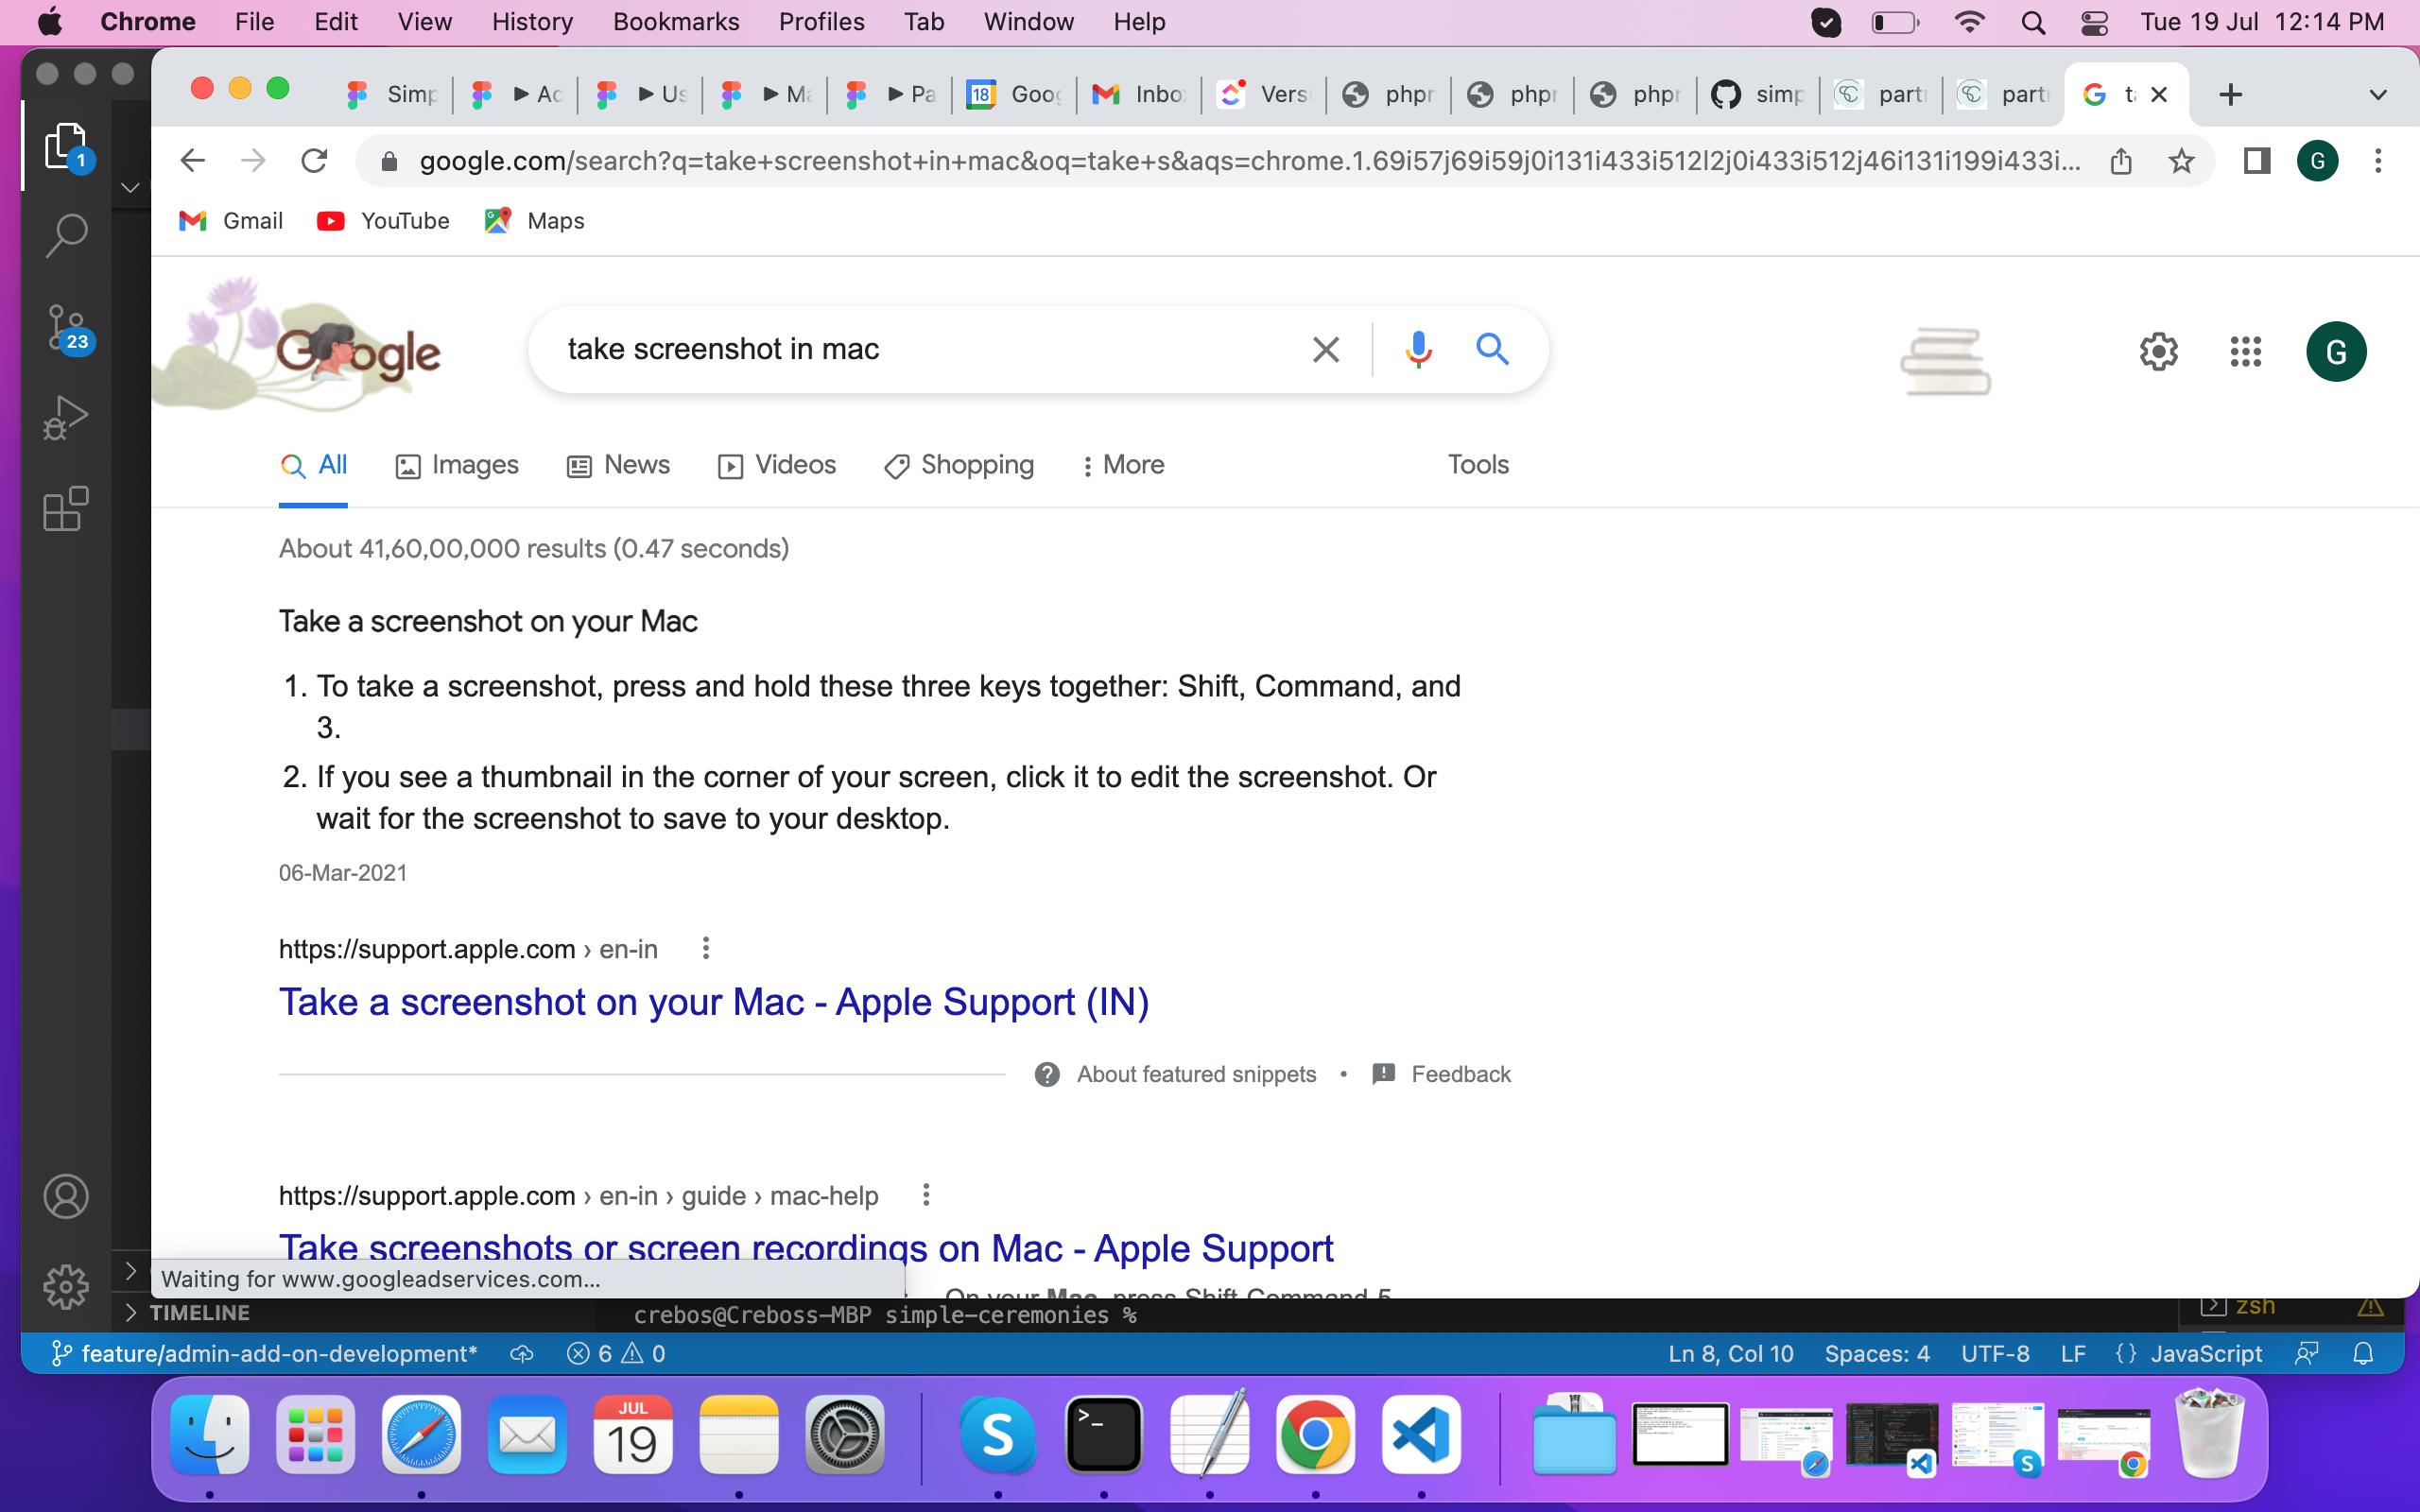 Chrome File Edit View History Bookmarks Profiles Tab Window Help Tue 19 Jul 12:14 PM
Simp Ad Us Ma Pa 18 Goog Inbo Vers phpr phpr phpr simp part part ta
google.com/search?q=take+screenshot+in+mac&oq=take+s&aqs=chrome.1.69i57j69i59j0i131i433i512l2j0i433i512j46i131i199i433i... G
1
Gmail YouTube Maps
23
Google
take screenshot in mac
G
All Images News Videos Shopping More Tools
About 41,60,00,000 results (0.47 seconds)
Take a screenshot on your Mac
1. To take a screenshot, press and hold these three keys together: Shift, Command, and
3.
2. If you see a thumbnail in the corner of your screen, click it to edit the screenshot. Or
wait for the screenshot to save to your desktop.
06-Mar-2021
https://support.apple.com › en-in
Take a screenshot on your Mac - Apple Support (IN)
About featured snippets • Feedback
https://support.apple.com › en-in › guide › mac-help
Take screenshots or screen recordings on Mac - Apple Support
On your Mac, press Shift-Command-5
Waiting for www.googleadservices.com...
TIMELINE
crebos@Creboss-MBP simple-ceremonies %
zsh
feature/admin-add-on-development* 6 0 Ln 8, Col 10 Spaces: 4 UTF-8 LF {} JavaScript
JUL
19
S
>_
S